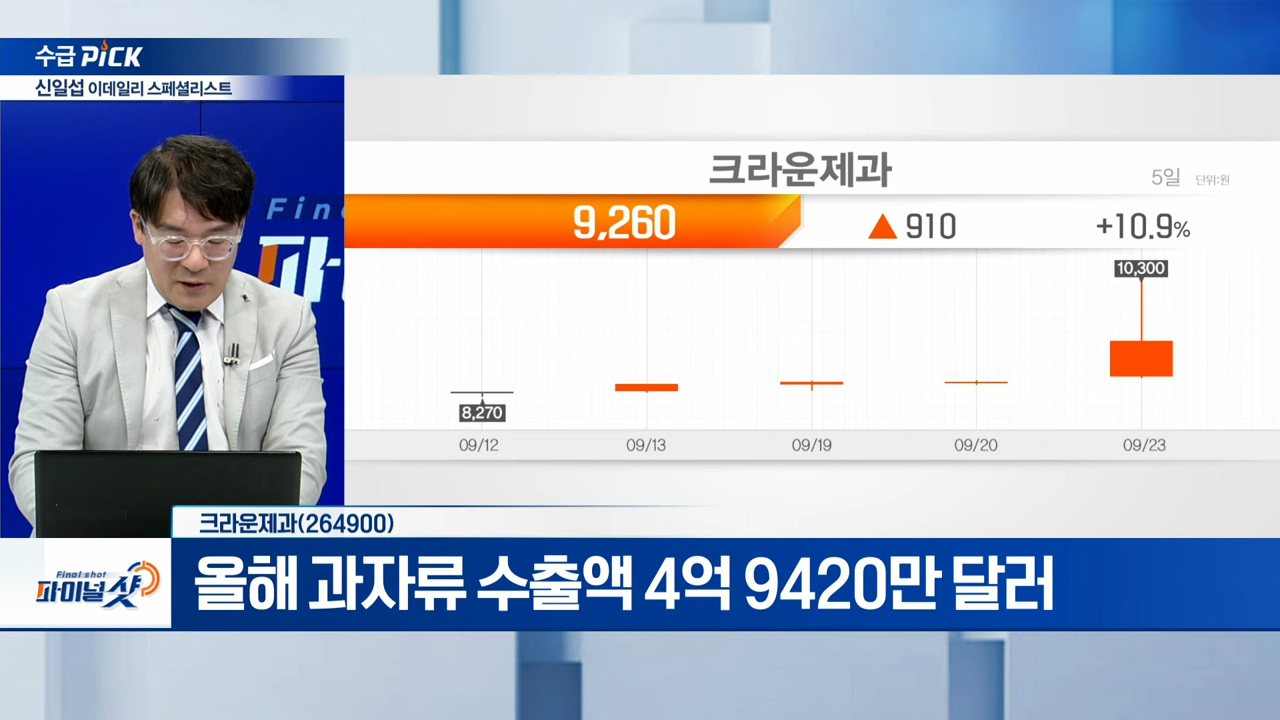 수급 PiCK
신일섭 이데일리 스페셜리스트
Fin
파
크라운제과
5일 단위:원
9,260 ▲ 910 +10.9%
10,300
8,270
09/12 09/13 09/19 09/20 09/23
크라운제과(264900)
Final shot
파이널샷
올해 과자류 수출액 4억 9420만 달러